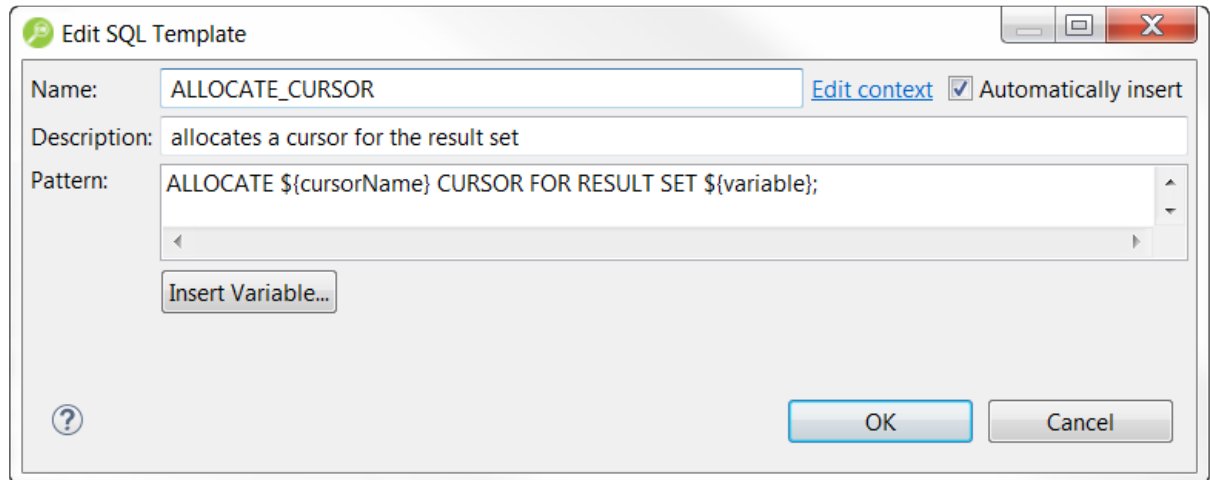 Edit SQL Template
Name: ALLOCATE_CURSOR Edit context Automatically insert
Description: allocates a cursor for the result set
Pattern: ALLOCATE ${cursorName} CURSOR FOR RESULT SET ${variable};
Insert Variable...
? OK Cancel